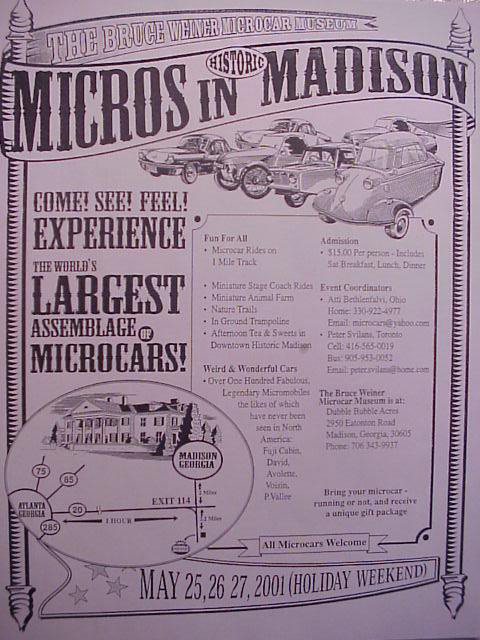 THE BRUCE WEINER MICROCAR MUSEUM
MICROS IN HISTORIC MADISON
COME! SEE! FEEL!
EXPERIENCE
THE WORLD'S
LARGEST
ASSEMBLAGE OF
MICROCARS!
Fun For All
• Microcar Rides on
1 Mile Track
• Miniature Stage Coach Rides
• Miniature Animal Farm
• Nature Trails
• In Ground Trampoline
• Afternoon Tea & Sweets in
Downtown Historic Madison
Weird & Wonderful Cars
• Over One Hundred Fabulous,
Legendary Micromobiles
the likes of which
have never been
seen in North
America:
Fuji Cabin,
David,
Avolette,
Voisin,
P.Vallee
Admission
• $15.00 Per person - Includes
Sat Breakfast, Lunch, Dinner
Event Coordinators
• Atti Bethlenfalvi, Ohio
Home: 330-922-4977
Email: microcars@yahoo.com
• Peter Svilans, Toronto
Cell: 416-565-0019
Bus: 905-953-0052
Email: peter.svilans@home.com
The Bruce Weiner
Microcar Museum is at:
Dubble Bubble Acres
2950 Eatonton Road
Madison, Georgia, 30605
Phone: 706 343-9937
Bring your microcar -
running or not, and receive
a unique gift package
MADISON
GEORGIA
75
85
ATLANTA
GEORGIA
20
285
1 HOUR
EXIT 114
2 Miles
All Microcars Welcome
MAY 25,26 27, 2001 (HOLIDAY WEEKEND)